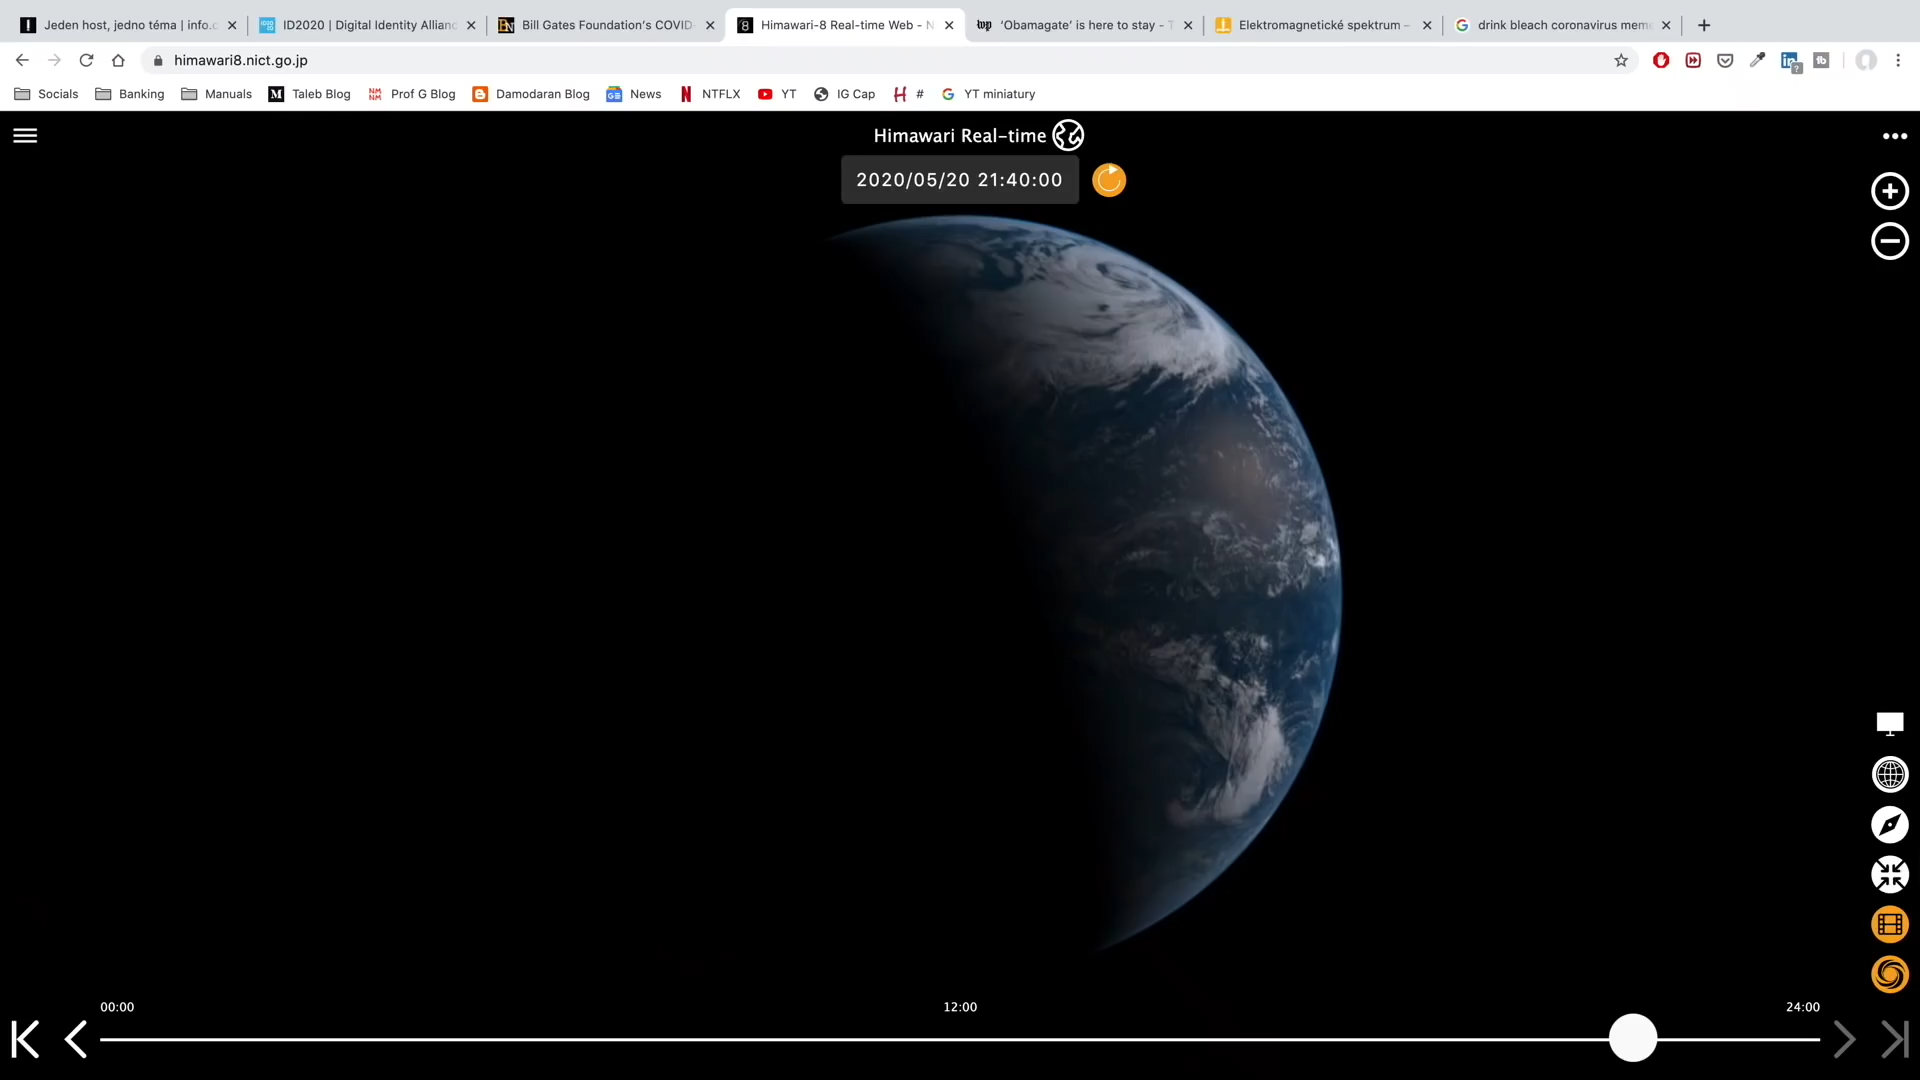 Jeden host, jedno téma | info.c
ID2020 | Digital Identity Allianc
Bill Gates Foundation's COVID-
Himawari-8 Real-time Web - N
'Obamagate' is here to stay - T
Elektromagnetické spektrum –
drink bleach coronavirus meme
himawari8.nict.go.jp
Socials
Banking
Manuals
Taleb Blog
Prof G Blog
Damodaran Blog
News
NTFLX
YT
IG Cap
#
YT miniatury
Himawari Real-time
2020/05/20 21:40:00
00:00
12:00
24:00